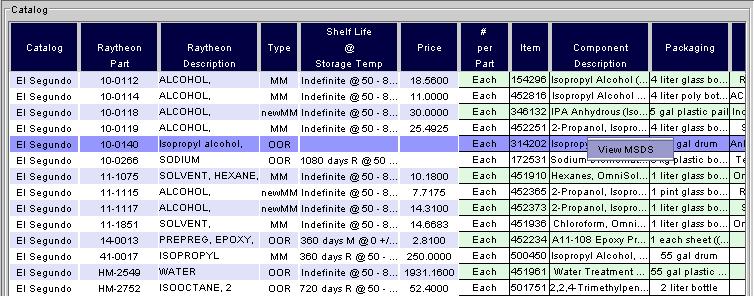 Catalog
Catalog Raytheon Part Raytheon Description Type Shelf Life @ Storage Temp Price # per Part Item Component Description Packaging
El Segundo 10-0112 ALCOHOL, MM Indefinite @ 50 - 8... 18.5600 Each 154296 Isopropyl Alcohol (... 4 liter glass bo... R
El Segundo 10-0114 ALCOHOL, MM Indefinite @ 50 - 8... 11.0000 Each 452816 Isopropyl Alcohol,... 4 liter poly bot... AC
El Segundo 10-0118 ALCOHOL, newMM Indefinite @ 50 - 8... 30.0000 Each 346132 IPA Anhydrous (Iso... 5 gal plastic pail In
El Segundo 10-0119 ALCOHOL, MM Indefinite @ 50 - 8... 25.4925 Each 452251 2-Propanol, Isopro... 4 liter glass bo... R
El Segundo 10-0140 Isopropyl alcohol, OOR Each 314202 Isoprop View MSDS gal drum
El Segundo 10-0266 SODIUM OOR 1080 days R @ 50 ... Each 172531 Sodium plastic bo... Te
El Segundo 11-1075 SOLVENT, HEXANE, MM Indefinite @ 50 - 8... 10.1800 Each 451910 Hexanes, OmniSol... 4 liter glass bo...
El Segundo 11-1115 ALCOHOL, newMM Indefinite @ 50 - 8... 7.7175 Each 452365 2-Propanol, Isopro... 1 pint glass bo... R
El Segundo 11-1117 ALCOHOL, newMM Indefinite @ 50 - 8... 14.3100 Each 452373 2-Propanol, Isopro... 1 liter glass bo... R
El Segundo 11-1851 SOLVENT, MM Indefinite @ 50 - 8... 14.6683 Each 451936 Chloroform, Omni... 1 liter glass bo...
El Segundo 14-0013 PREPREG, EPOXY, OOR 360 days M @ 0 +/... 2.8100 Each 452234 A11-108 Epoxy Pr... 1 each sheet ((...
El Segundo 41-0017 ISOPROPYL OOR 360 days R @ 50 - ... 250.0000 Each 500450 Isopropyl Alcohol, ... 55 gal drum
El Segundo HM-2549 WATER OOR Indefinite @ 50 - 8... 1931.1600 Each 451961 Water Treatment ... 55 gal plastic ...
El Segundo HM-2752 ISOOCTANE, 2 OOR 720 days R @ 50 - ... 52.4000 Each 501751 2,2,4-Trimethylpen... 2 liter bottle